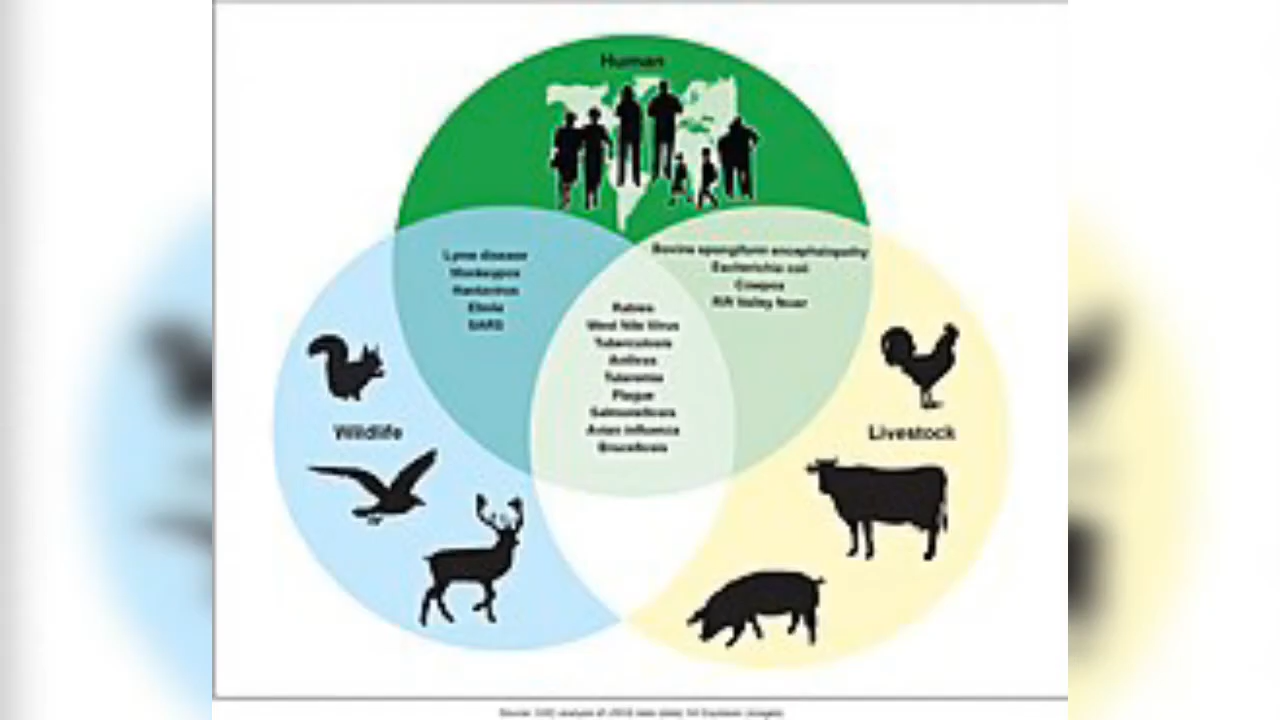 Human
Lyme disease
Monkeypox
Hantavirus
Ebola
SARS
Bovine spongiform encephalopathy
Escherichia coli
Cowpox
Rift Valley fever
Rabies
West Nile Virus
Tuberculosis
Anthrax
Tularemia
Plague
Salmonellosis
Avian influenza
Brucellosis
Wildlife
Livestock